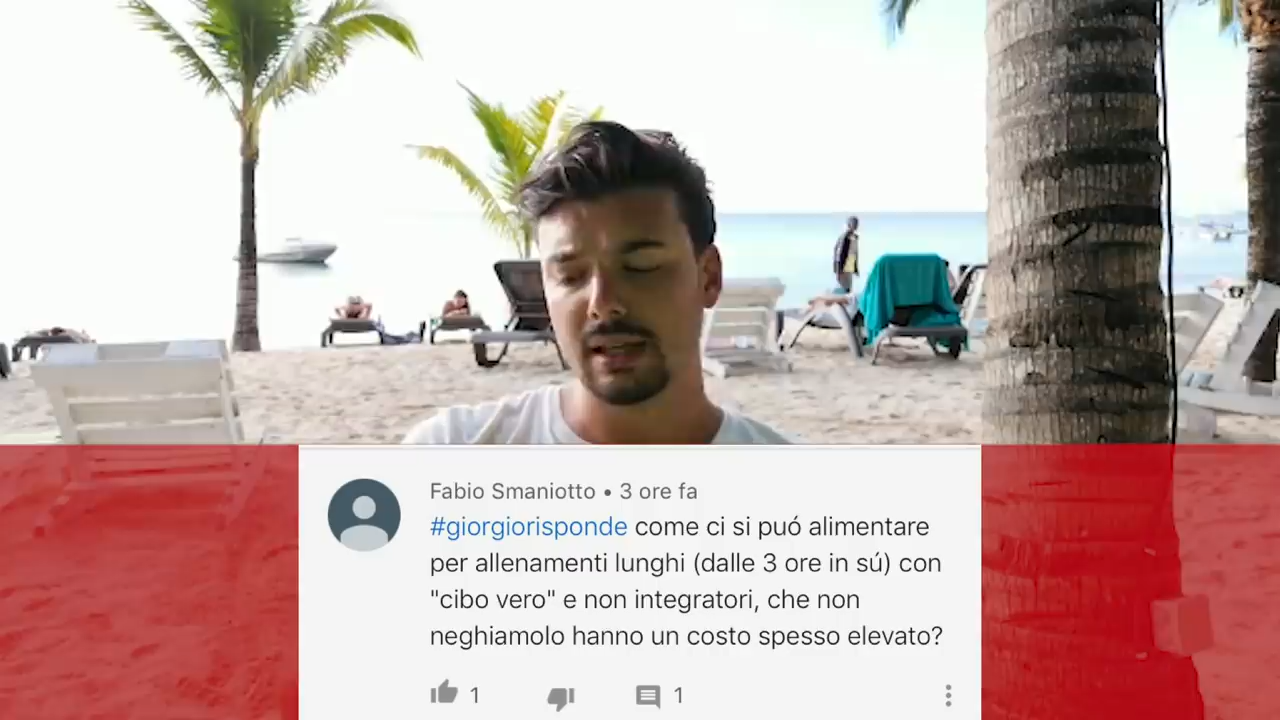 Fabio Smaniotto • 3 ore fa
#giorgiorisponde come ci si puó alimentare
per allenamenti lunghi (dalle 3 ore in sú) con
"cibo vero" e non integratori, che non
neghiamolo hanno un costo spesso elevato?
1 1